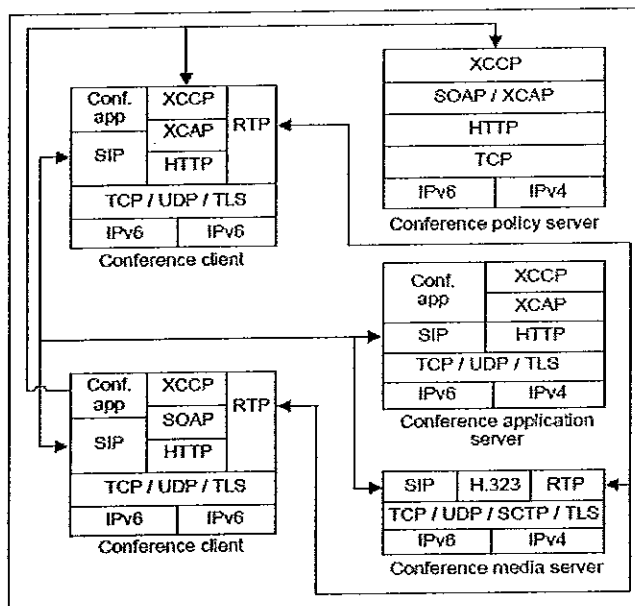 Conf.
app
XCCP
RTP
XCAP
SIP
HTTP
TCP / UDP / TLS
IPv6
IPv6
Conference client
XCCP
SOAP / XCAP
HTTP
TCP
IPv6
IPv4
Conference policy server
Conf.
app
XCCP
XCAP
SIP
HTTP
TCP / UDP / TLS
IPv6
IPv4
Conference application
server
Conf.
app
XCCP
RTP
SOAP
SIP
HTTP
TCP / UDP / TLS
IPv6
IPv6
Conference client
SIP
H.323
RTP
TCP / UDP / SCTP / TLS
IPv6
IPv4
Conference media server